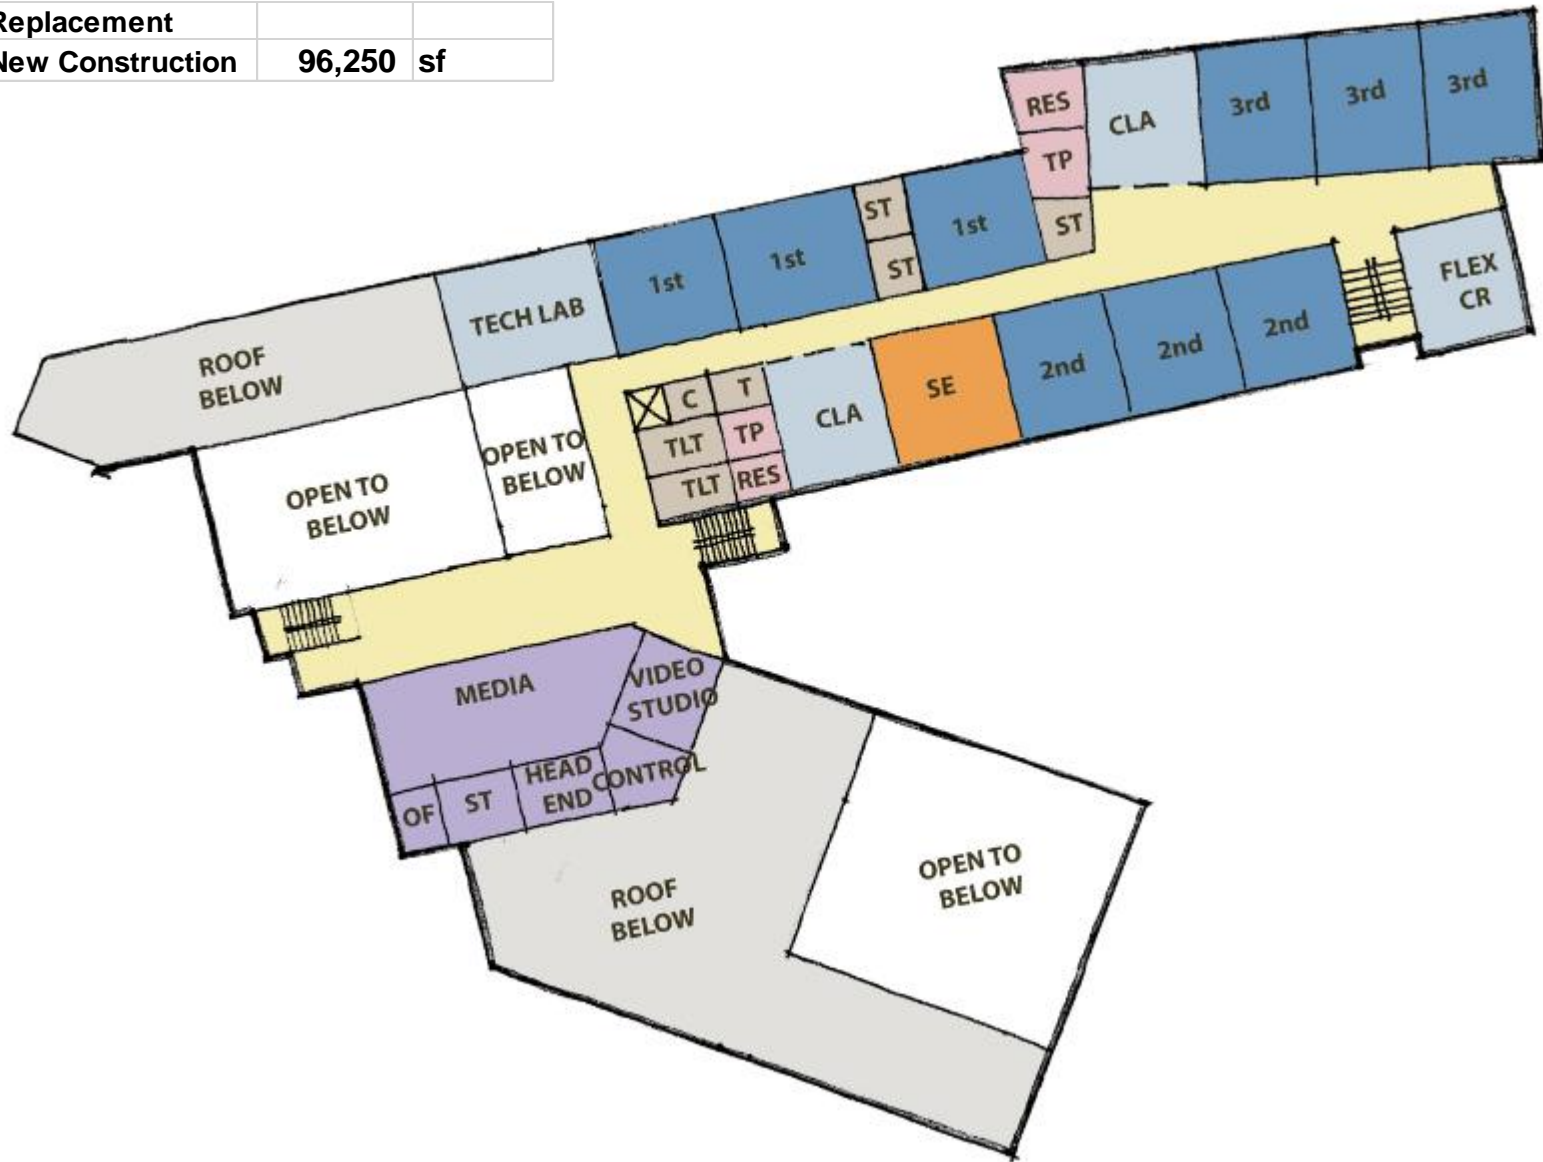 Replacement
New Construction 96,250 sf
RES
CLA
3rd
3rd
3rd
TP
ST
ST
1st
ST
1st
1st
TECH LAB
FLEX
CR
ROOF
BELOW
2nd
2nd
2nd
SE
CLA
C
T
TLT
TP
TLT
RES
OPEN TO
BELOW
OPEN TO
BELOW
MEDIA
VIDEO
STUDIO
HEAD
END
CONTROL
OF
ST
ROOF
BELOW
OPEN TO
BELOW